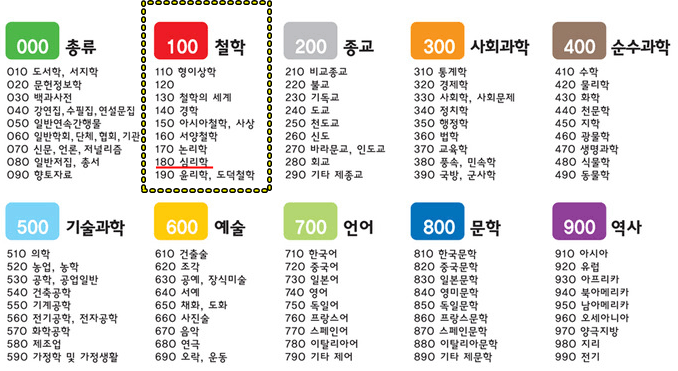 000 총류
010 도서학, 서지학
020 문헌정보학
030 백과사전
040 강연집, 수필집, 연설문집
050 일반연속간행물
060 일반학회, 단체, 협회, 기관
070 신문, 언론, 저널리즘
080 일반저집, 총서
090 향토자료
100 철학
110 형이상학
120
130 철학의 세계
140 경학
150 아시아철학, 사상
160 서양철학
170 논리학
180 심리학
190 윤리학, 도덕철학
200 종교
210 비교종교
220 불교
230 기독교
240 도교
250 천도교
260 신도
270 바라문교, 인도교
280 회교
290 기타 제종교
300 사회과학
310 통계학
320 경제학
330 사회학, 사회문제
340 정치학
350 행정학
360 법학
370 교육학
380 풍속, 민속학
390 국방, 군사학
400 순수과학
410 수학
420 물리학
430 화학
440 천문학
450 지학
460 광물학
470 생명과학
480 식물학
490 동물학
500 기술과학
510 의학
520 농업, 농학
530 공학, 공업일반
540 건축공학
550 기계공학
560 전기공학, 전자공학
570 화학공학
580 제조업
590 가정학 및 가정생활
600 예술
610 건출술
620 조각
630 공예, 장식미술
640 서예
650 채화, 도화
660 사진술
670 음악
680 연극
690 오락, 운동
700 언어
710 한국어
720 중국어
730 일본어
740 영어
750 독일어
760 프랑스어
770 스페인어
780 이탈리아어
790 기타 제어
800 문학
810 한국문학
820 중국문학
830 일본문학
840 영미문학
850 독일문학
860 프랑스문학
870 스페인문학
880 이탈리아문학
890 기타 제문학
900 역사
910 아시아
920 유럽
930 아프리카
940 북아메리카
950 남아메리카
960 오세아니아
970 양극지방
980 지리
990 전기